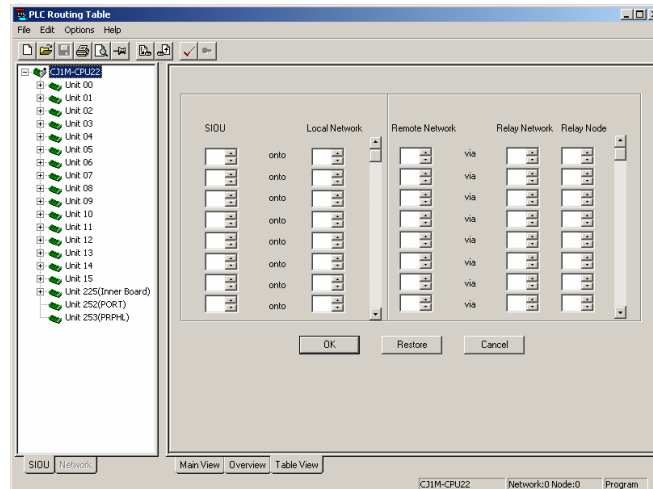 PLC Routing Table
File Edit Options Help
CJ1M-CPU22
Unit 00
Unit 01
Unit 02
Unit 03
Unit 04
Unit 05
Unit 06
Unit 07
Unit 08
Unit 09
Unit 10
Unit 11
Unit 12
Unit 13
Unit 14
Unit 15
Unit 225(Inner Board)
Unit 252(PORT)
Unit 253(PRPHL)
SIOU Network
SIOU Local Network Remote Network Relay Network Relay Node
onto via
onto via
onto via
onto via
onto via
onto via
onto via
onto via
OK Restore Cancel
Main View Overview Table View
CJ1M-CPU22 Network:0 Node:0 Program